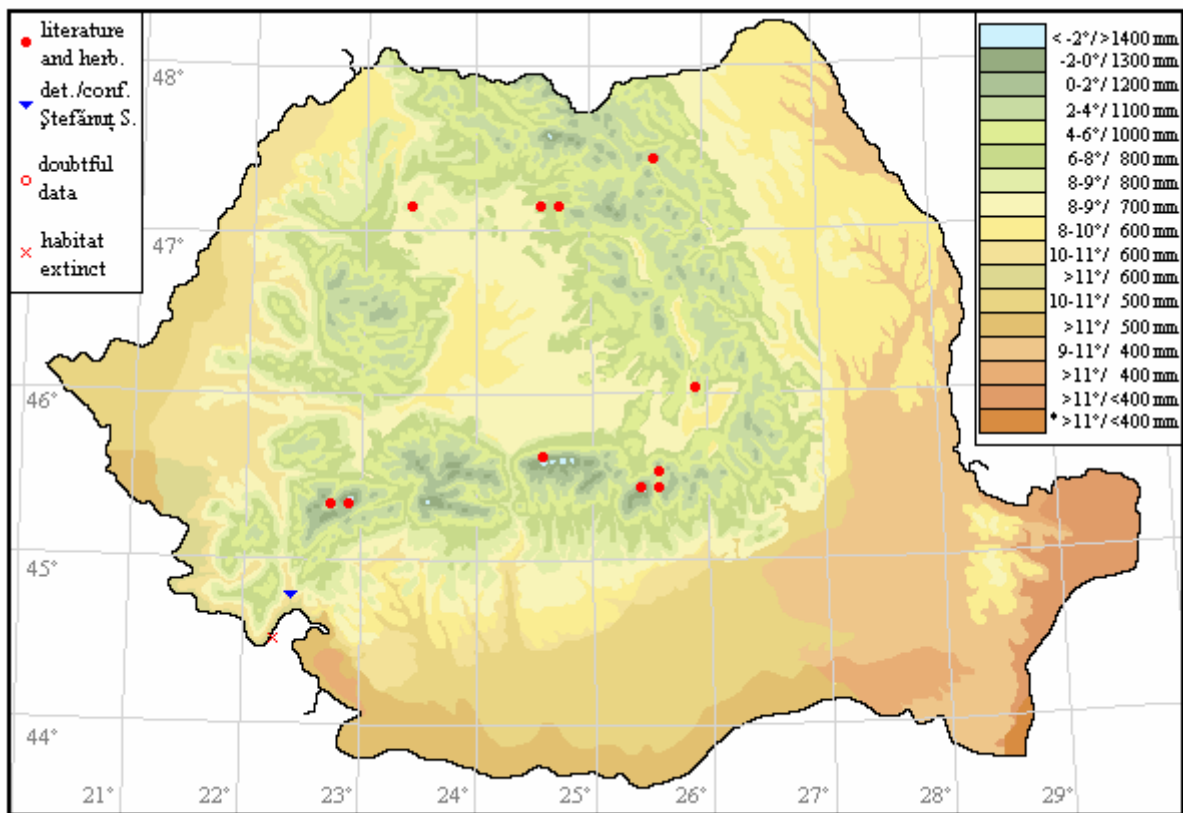 literature
and herb.
det./conf.
Ştefănuţ S.
doubtful
data
habitat
extinct
< -2°/>1400 mm
-2-0°/1300 mm
0-2°/1200 mm
2-4°/1100 mm
4-6°/1000 mm
6-8°/ 800 mm
8-9°/ 800 mm
8-9°/ 700 mm
8-10°/ 600 mm
10-11°/ 600 mm
>11°/ 600 mm
10-11°/ 500 mm
>11°/ 500 mm
9-11°/ 400 mm
>11°/ 400 mm
>11°/<400 mm
* >11°/<400 mm
48°
47°
46°
45°
44°
21° 22° 23° 24° 25° 26° 27° 28° 29°